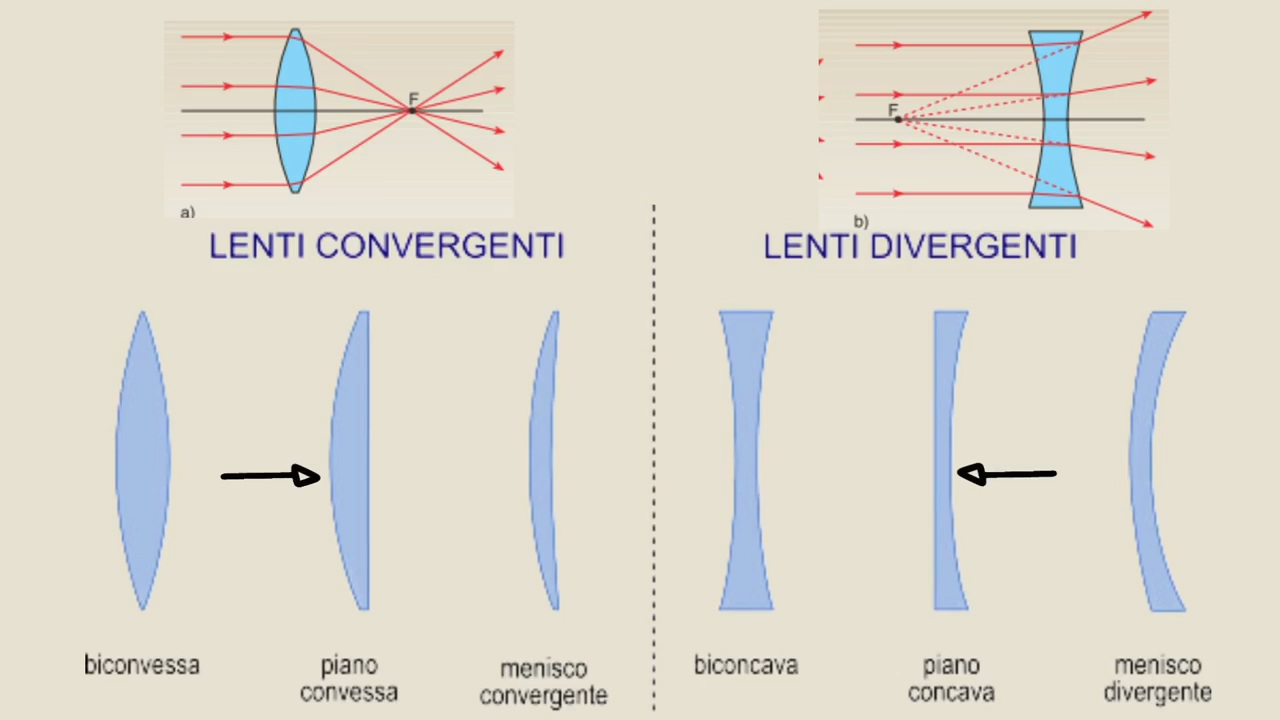 F
a)
F
b)
LENTI CONVERGENTI
LENTI DIVERGENTI
biconvessa
piano
convessa
menisco
convergente
biconcava
piano
concava
menisco
divergente